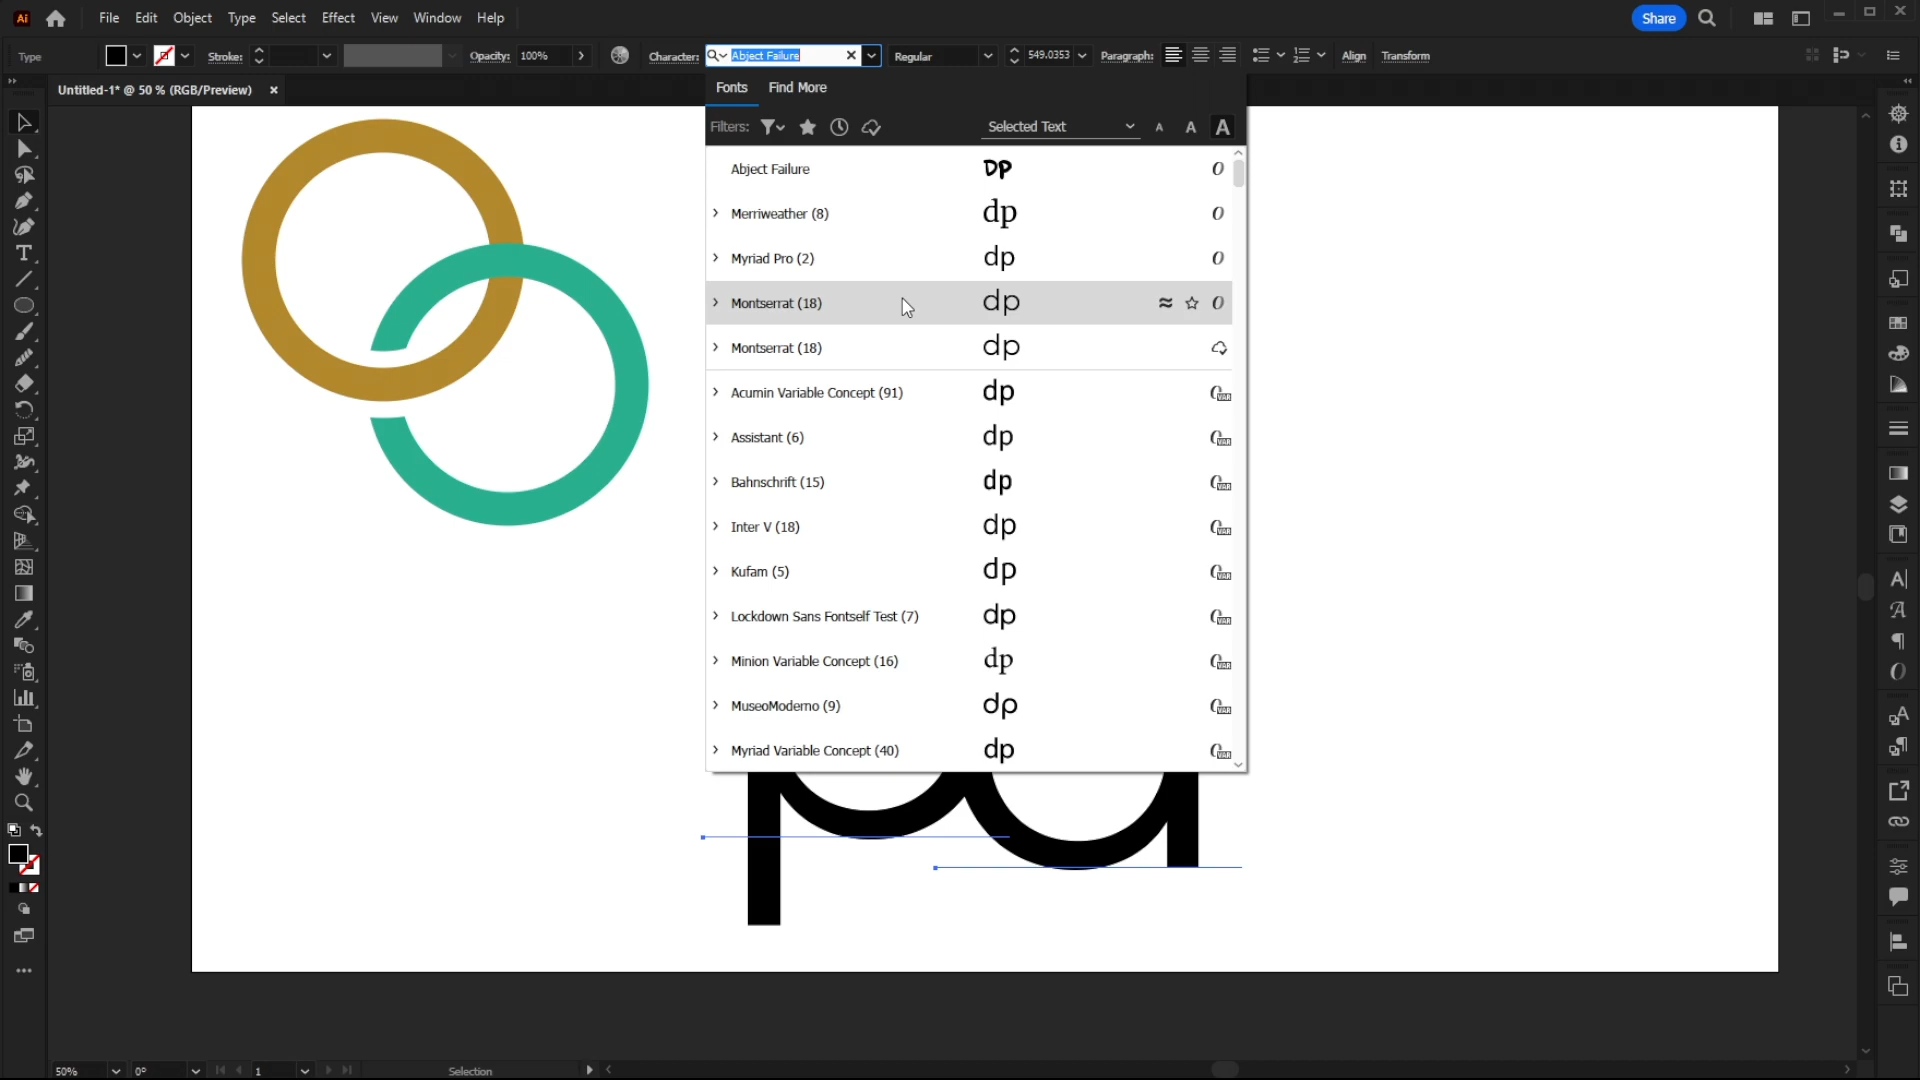 Ai File Edit Object Type Select Effect View Window Help Share
Type Stroke: Opacity: 100% Character: Abject Failure Regular 549.0353 Paragraph: Align Transform
Untitled-1* @ 50 % (RGB/Preview)
Fonts Find More
Filters: Selected Text A A A
Abject Failure DP
Merriweather (8) dp
Myriad Pro (2) dp
Montserrat (18) dp
Montserrat (18) dp
Acumin Variable Concept (91) dp
Assistant (6) dp
Bahnschrift (15) dp
Inter V (18) dp
Kufam (5) dp
Lockdown Sans Fontself Test (7) dp
Minion Variable Concept (16) dp
MuseoModerno (9) dp
Myriad Variable Concept (40) dp
50% 0° 1 Selection